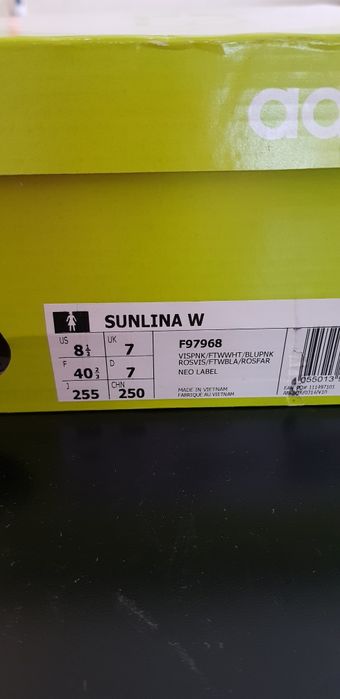 SUNLINA W
US 8½ UK 7
F 40⅔ D 7
J 255 CHN 250
F97968
VISPNK/FTWWHT/BLUPNK
ROSVIS/FTWBLA/ROSFAR
NEO LABEL
MADE IN VIETNAM
FABRIQUE AU VIETNAM